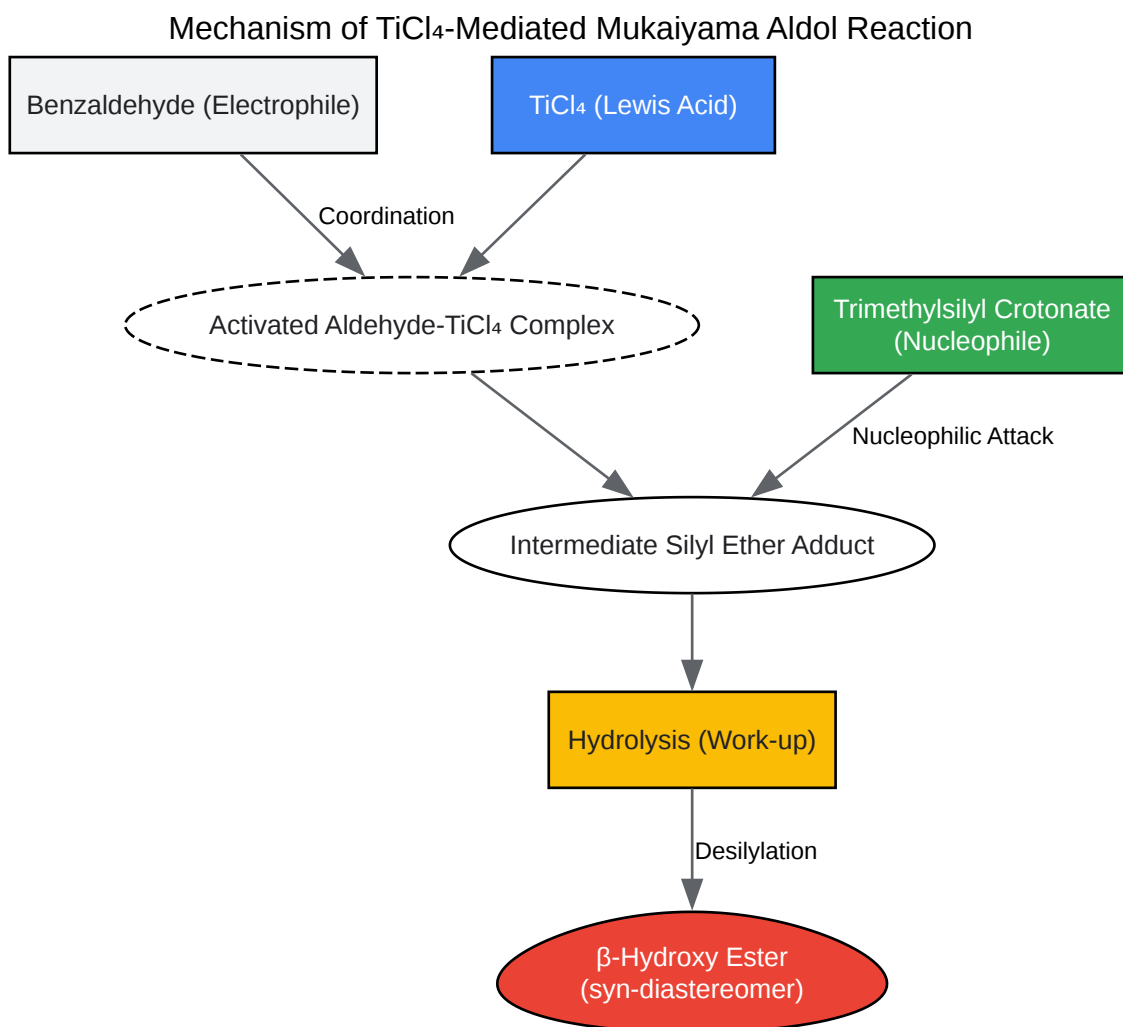 Mechanism of TiCl₄-Mediated Mukaiyama Aldol Reaction
Benzaldehyde (Electrophile)
TiCl₄ (Lewis Acid)
Coordination
Activated Aldehyde-TiCl₄ Complex
Trimethylsilyl Crotonate
(Nucleophile)
Nucleophilic Attack
Intermediate Silyl Ether Adduct
Hydrolysis (Work-up)
Desilylation
β-Hydroxy Ester
(syn-diastereomer)